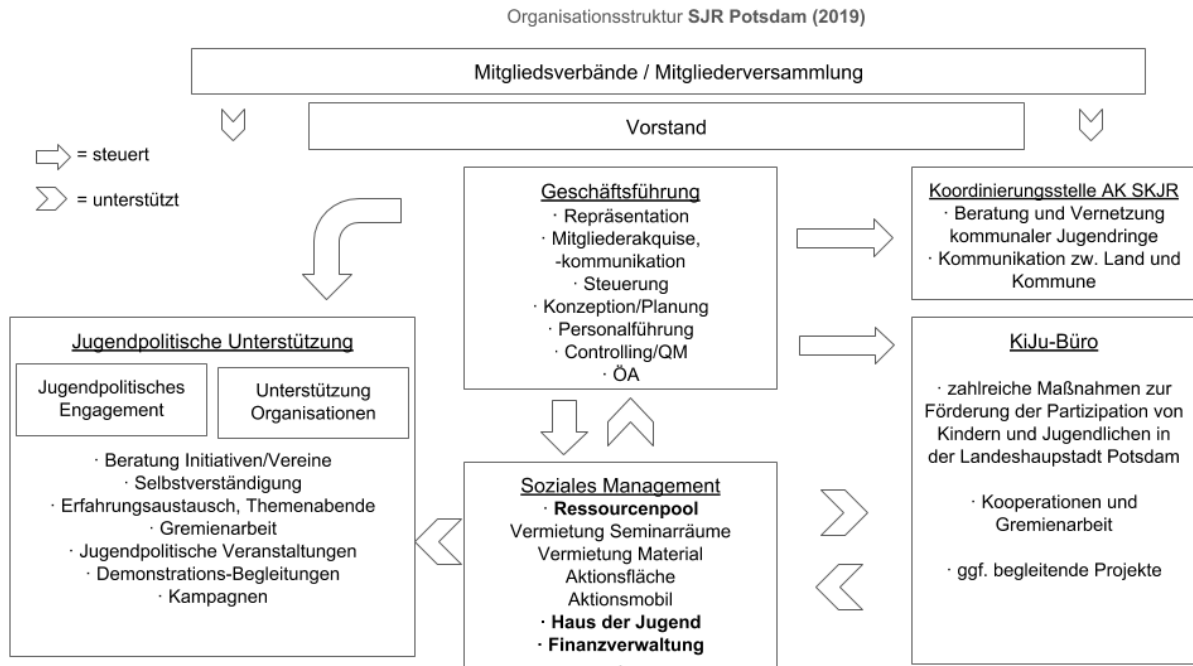 Organisationsstruktur SJR Potsdam (2019)
Mitgliedsverbände / Mitgliederversammlung
Vorstand
= steuert
= unterstützt
Geschäftsführung
· Repräsentation
· Mitgliederakquise,
-kommunikation
· Steuerung
· Konzeption/Planung
· Personalführung
· Controlling/QM
· ÖA
Koordinierungsstelle AK SKJR
· Beratung und Vernetzung
kommunaler Jugendringe
· Kommunikation zw. Land und
Kommune
Jugendpolitische Unterstützung
Jugendpolitisches
Engagement
Unterstützung
Organisationen
· Beratung Initiativen/Vereine
· Selbstverständigung
· Erfahrungsaustausch, Themenabende
· Gremienarbeit
· Jugendpolitische Veranstaltungen
· Demonstrations-Begleitungen
· Kampagnen
Soziales Management
· Ressourcenpool
Vermietung Seminarräume
Vermietung Material
Aktionsfläche
Aktionsmobil
· Haus der Jugend
· Finanzverwaltung
KiJu-Büro
· zahlreiche Maßnahmen zur
Förderung der Partizipation von
Kindern und Jugendlichen in
der Landeshaupstadt Potsdam
· Kooperationen und
Gremienarbeit
· ggf. begleitende Projekte